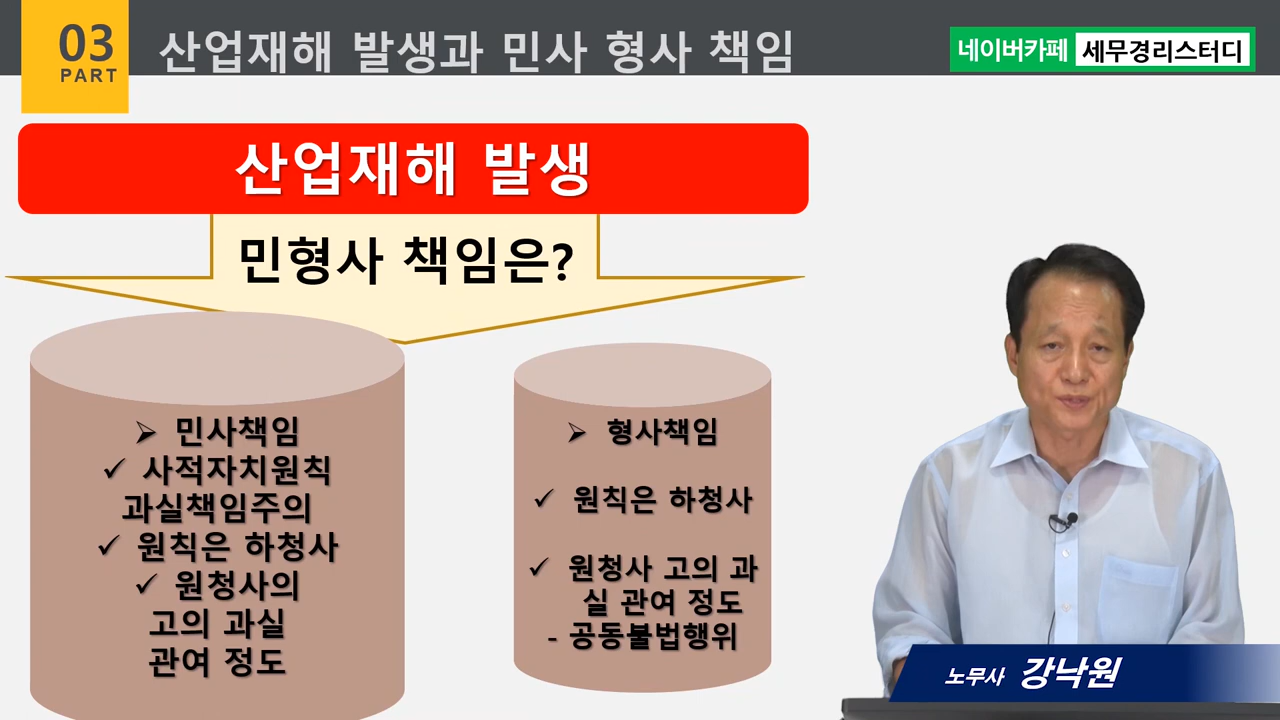 03
PART
산업재해 발생과 민사 형사 책임
네이버카페 세무경리스터디
산업재해 발생
민형사 책임은?
➢ 민사책임
✓ 사적자치원칙
과실책임주의
✓ 원칙은 하청사
✓ 원청사의
고의 과실
관여 정도
➢ 형사책임
✓ 원칙은 하청사
✓ 원청사 고의 과
실 관여 정도
- 공동불법행위
노무사 강낙원